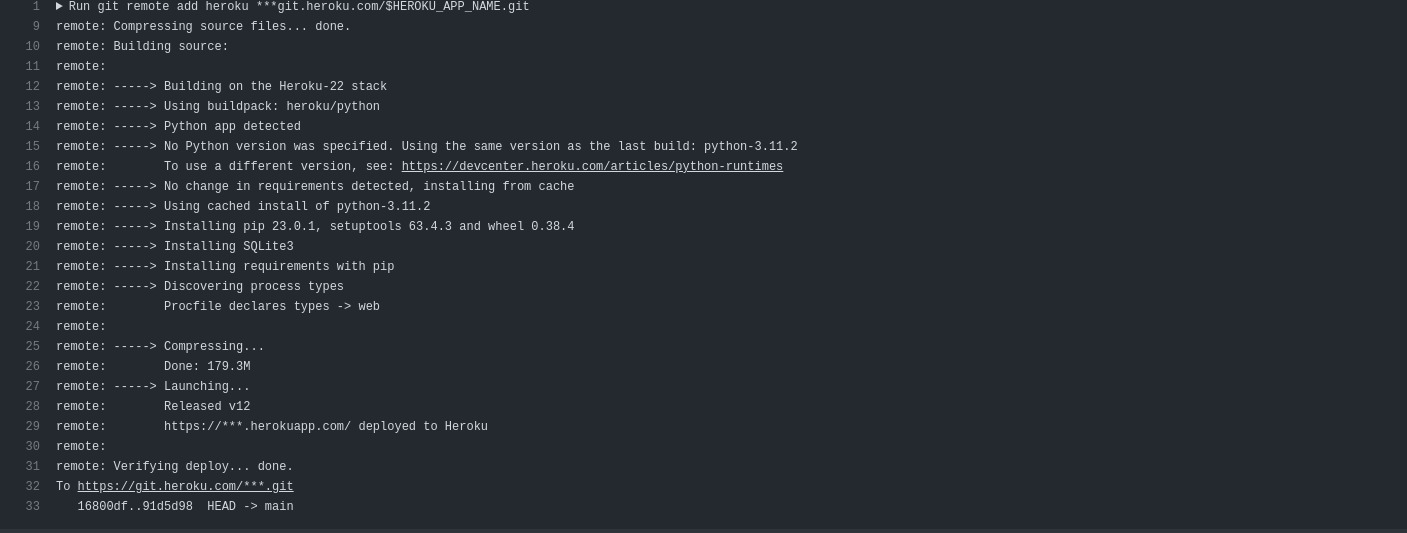 1 ▶ Run git remote add heroku ***git.heroku.com/$HEROKU_APP_NAME.git
9 remote: Compressing source files... done.
10 remote: Building source:
11 remote:
12 remote: -----> Building on the Heroku-22 stack
13 remote: -----> Using buildpack: heroku/python
14 remote: -----> Python app detected
15 remote: -----> No Python version was specified. Using the same version as the last build: python-3.11.2
16 remote:        To use a different version, see: https://devcenter.heroku.com/articles/python-runtimes
17 remote: -----> No change in requirements detected, installing from cache
18 remote: -----> Using cached install of python-3.11.2
19 remote: -----> Installing pip 23.0.1, setuptools 63.4.3 and wheel 0.38.4
20 remote: -----> Installing SQLite3
21 remote: -----> Installing requirements with pip
22 remote: -----> Discovering process types
23 remote:        Procfile declares types -> web
24 remote:
25 remote: -----> Compressing...
26 remote:        Done: 179.3M
27 remote: -----> Launching...
28 remote:        Released v12
29 remote:        https://***.herokuapp.com/ deployed to Heroku
30 remote:
31 remote: Verifying deploy... done.
32 To https://git.heroku.com/***.git
33    16800df..91d5d98  HEAD -> main